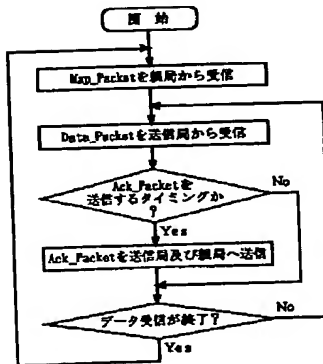 開 始
Map_Packetを親局から受信
Data_Packetを送信局から受信
Ack_Packetを
送信するタイミングか
?
No
Yes
Ack_Packetを送信局及び親局へ送信
データ受信が終了?
No
Yes